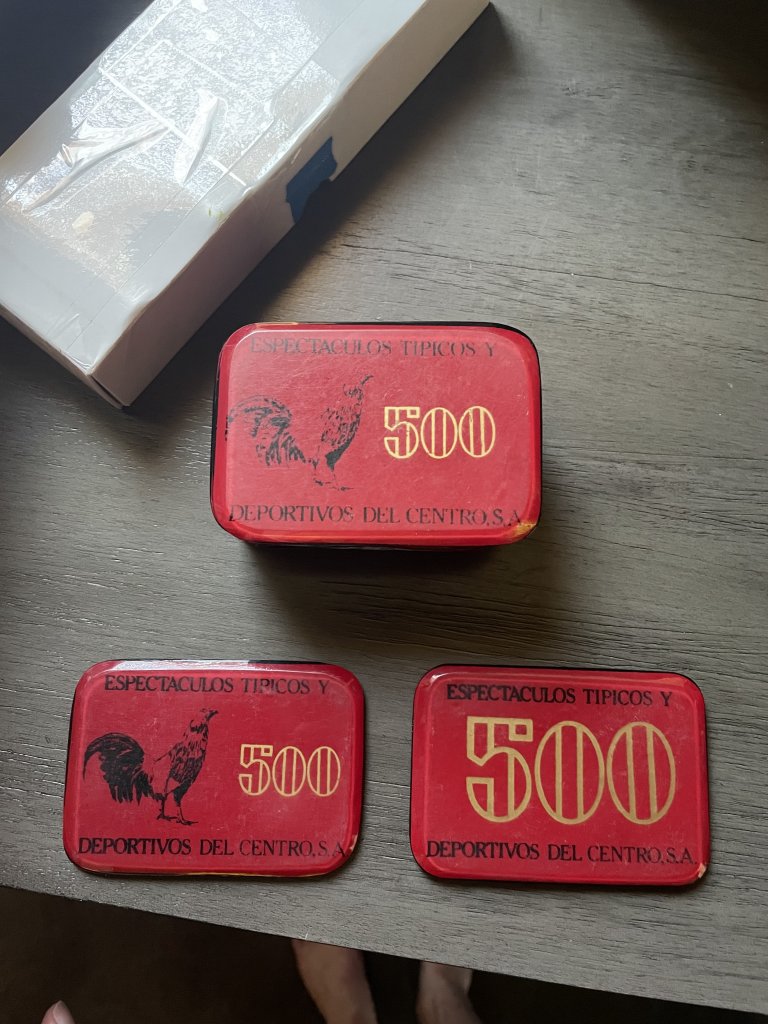 ESPECTACULOS TIPICOS Y
500
DEPORTIVOS DEL CENTRO, S.A.
ESPECTACULOS TIPICOS Y
500
DEPORTIVOS DEL CENTRO, S.A.
ESPECTACULOS TIPICOS Y
500
DEPORTIVOS DEL CENTRO, S.A.